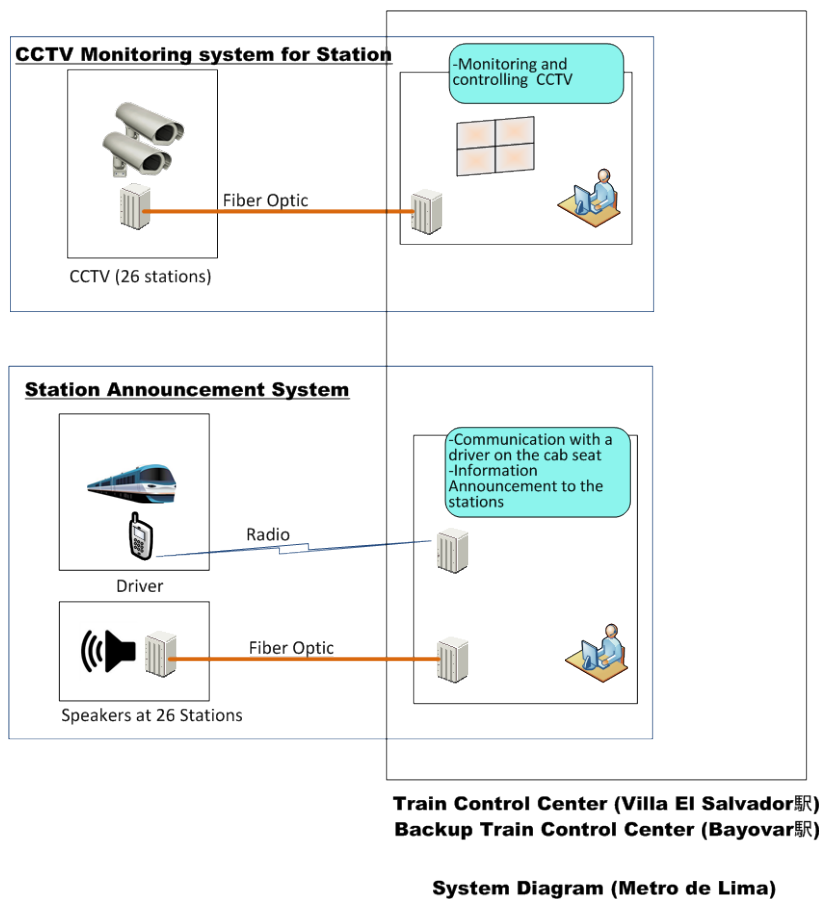 CCTV Monitoring system for Station
-Monitoring and
controlling CCTV
Fiber Optic
CCTV (26 stations)
Station Announcement System
-Communication with a
driver on the cab seat
-Information
Announcement to the
stations
Radio
Driver
Fiber Optic
Speakers at 26 Stations
Train Control Center (Villa El Salvador駅)
Backup Train Control Center (Bayovar駅)
System Diagram (Metro de Lima)